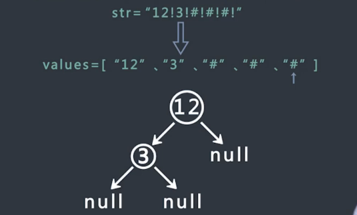 str= “12!3!#!#!#!”
values=[ “12” 、“3” 、“#” 、“#” 、“#” ]
12
3
null
null
null